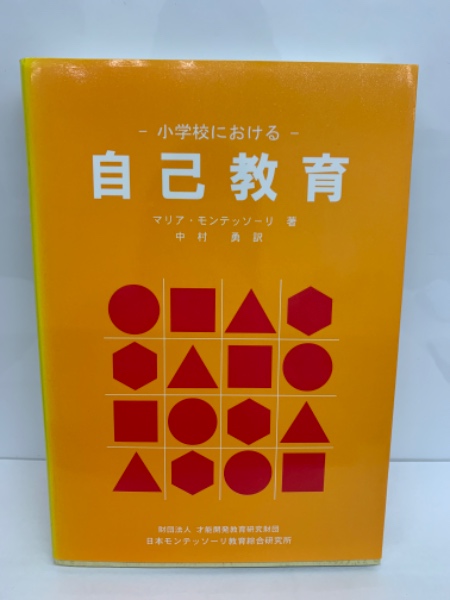 - 小学校における -
自己教育
マリア・モンテッソーリ 著
中村 勇訳
財団法人 才能開発教育研究財団
日本モンテッソーリ教育綜合研究所